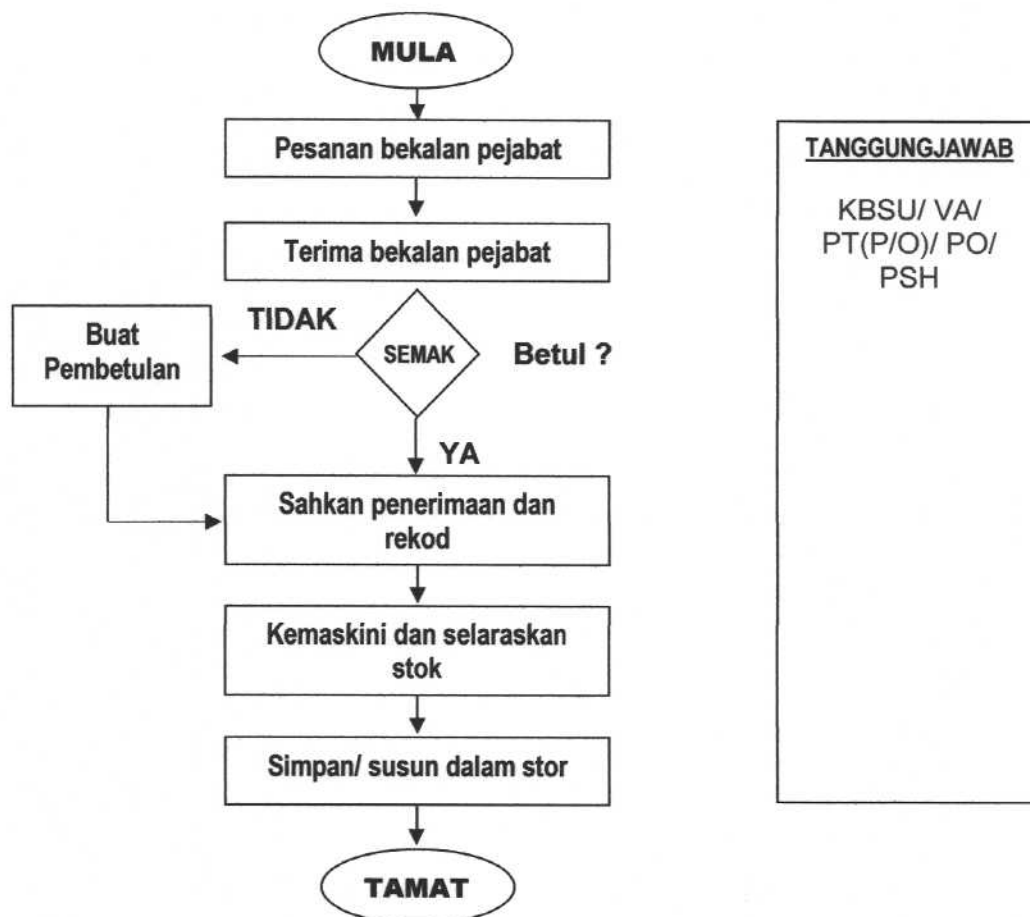 MULA
Pesanan bekalan pejabat
Terima bekalan pejabat
TIDAK
SEMAK
Betul ?
Buat
Pembetulan
YA
Sahkan penerimaan dan
rekod
Kemaskini dan selaraskan
stok
Simpan/ susun dalam stor
TAMAT
TANGGUNGJAWAB
KBSU/ VA/
PT(P/O)/ PO/
PSH